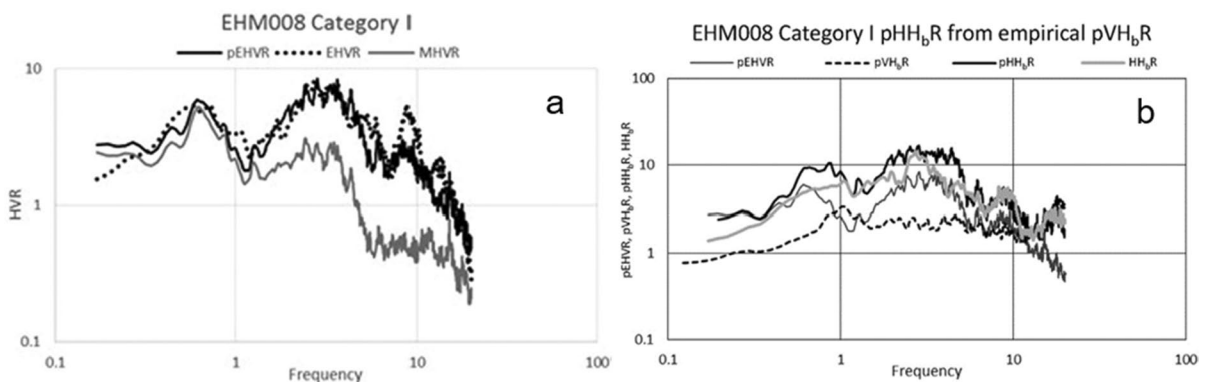 EHM008 Category I
pEHVR EHVR MHVR
10
a
HVR
1
0.1
0.1 1 10 100
Frequency
EHM008 Category I pHHbR from empirical pVHbR
pEHVR pVHbR pHHbR HHbR
100
b
pEHVR, pVHbR, pHHbR, HHbR
10
1
0.1
0.1 1 10 100
Frequency